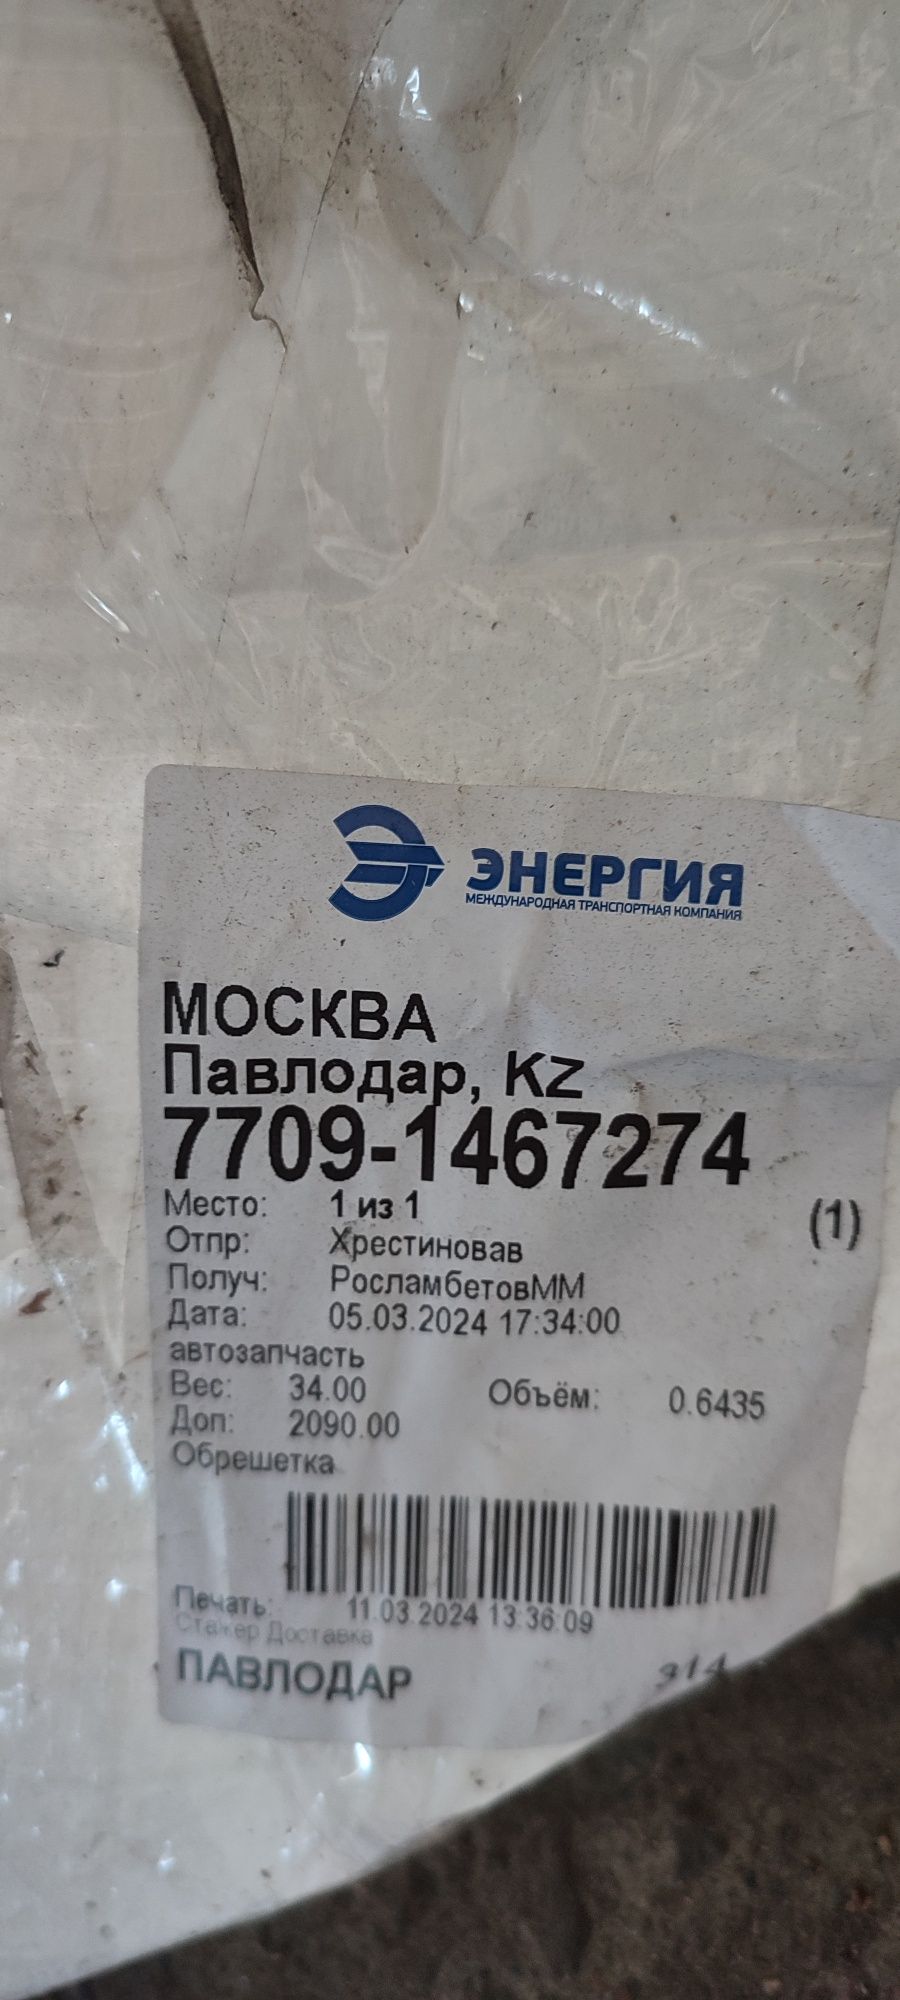 ЭНЕРГИЯ
МЕЖДУНАРОДНАЯ ТРАНСПОРТНАЯ КОМПАНИЯ
МОСКВА
Павлодар, KZ
7709-1467274
Место: 1 из 1 (1)
Отпр: Хрестиновав
Получ: РосламбетовММ
Дата: 05.03.2024 17:34:00
автозапчасть
Вес: 34.00 Объём: 0.6435
Доп: 2090.00
Обрешетка
Печать: 11.03.2024 13:36:09
Стажер Доставка
ПАВЛОДАР